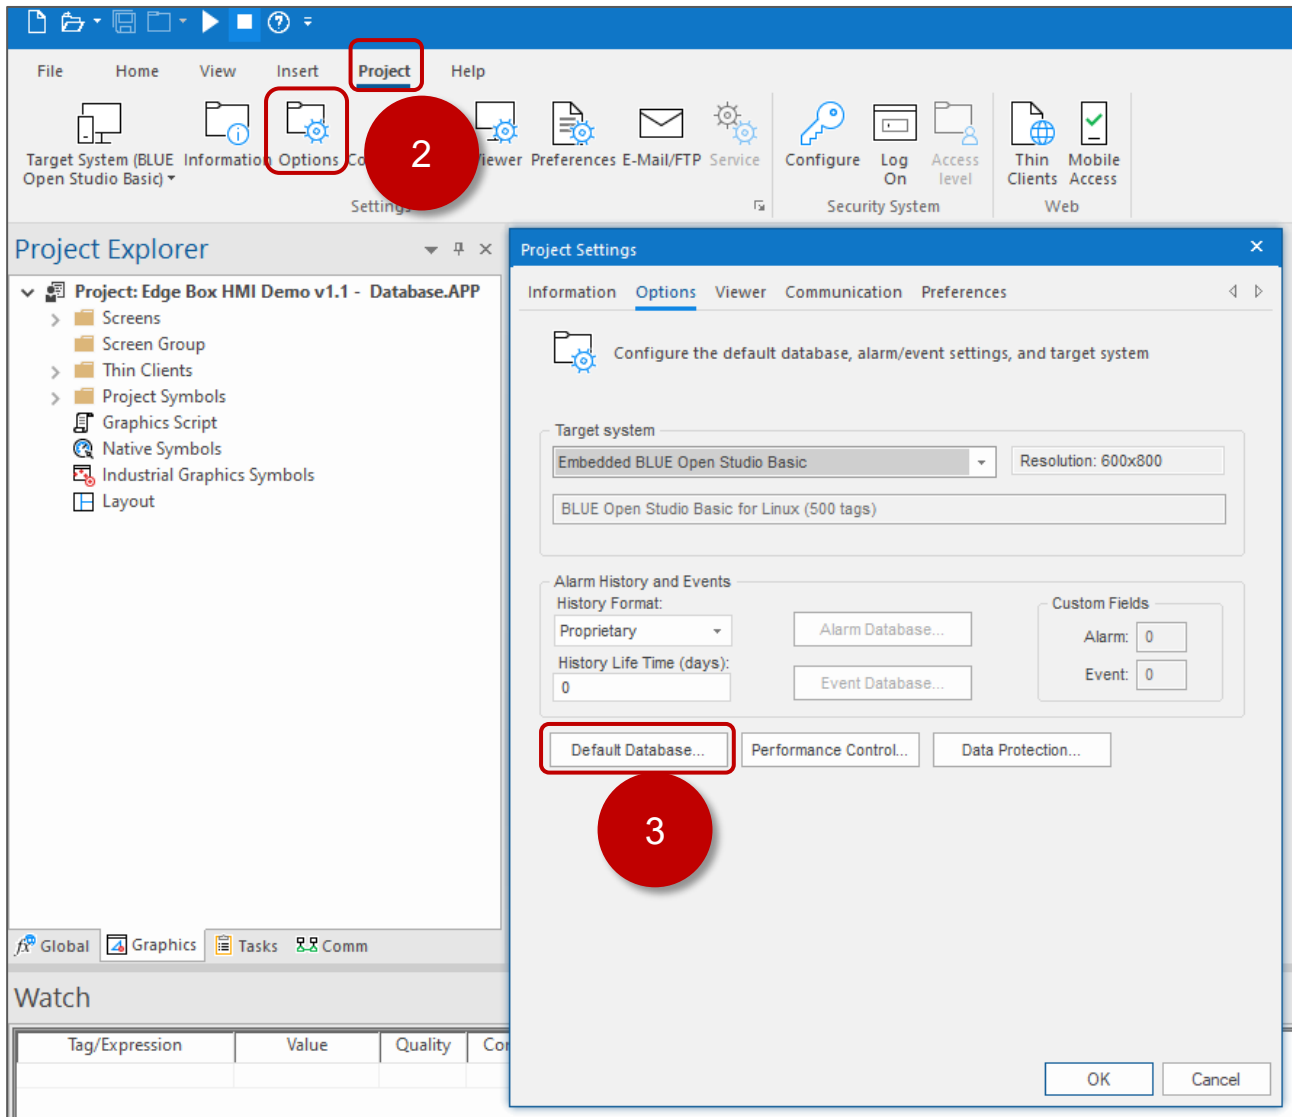 File Home View Insert Project Help
Target System (BLUE Open Studio Basic)
Information
Options
2
Preferences
E-Mail/FTP
Service
Settings
Configure
Log On
Access level
Security System
Thin Clients
Mobile Access
Web
Project Explorer
Project: Edge Box HMI Demo v1.1 - Database.APP
Screens
Screen Group
Thin Clients
Project Symbols
Graphics Script
Native Symbols
Industrial Graphics Symbols
Layout
Global Graphics Tasks Comm
Project Settings
Information Options Viewer Communication Preferences
Configure the default database, alarm/event settings, and target system
Target system
Embedded BLUE Open Studio Basic
Resolution: 600x800
BLUE Open Studio Basic for Linux (500 tags)
Alarm History and Events
History Format:
Proprietary
Alarm Database...
History Life Time (days):
0
Event Database...
Custom Fields
Alarm: 0
Event: 0
Default Database... Performance Control... Data Protection...
3
OK Cancel
Watch
Tag/Expression Value Quality